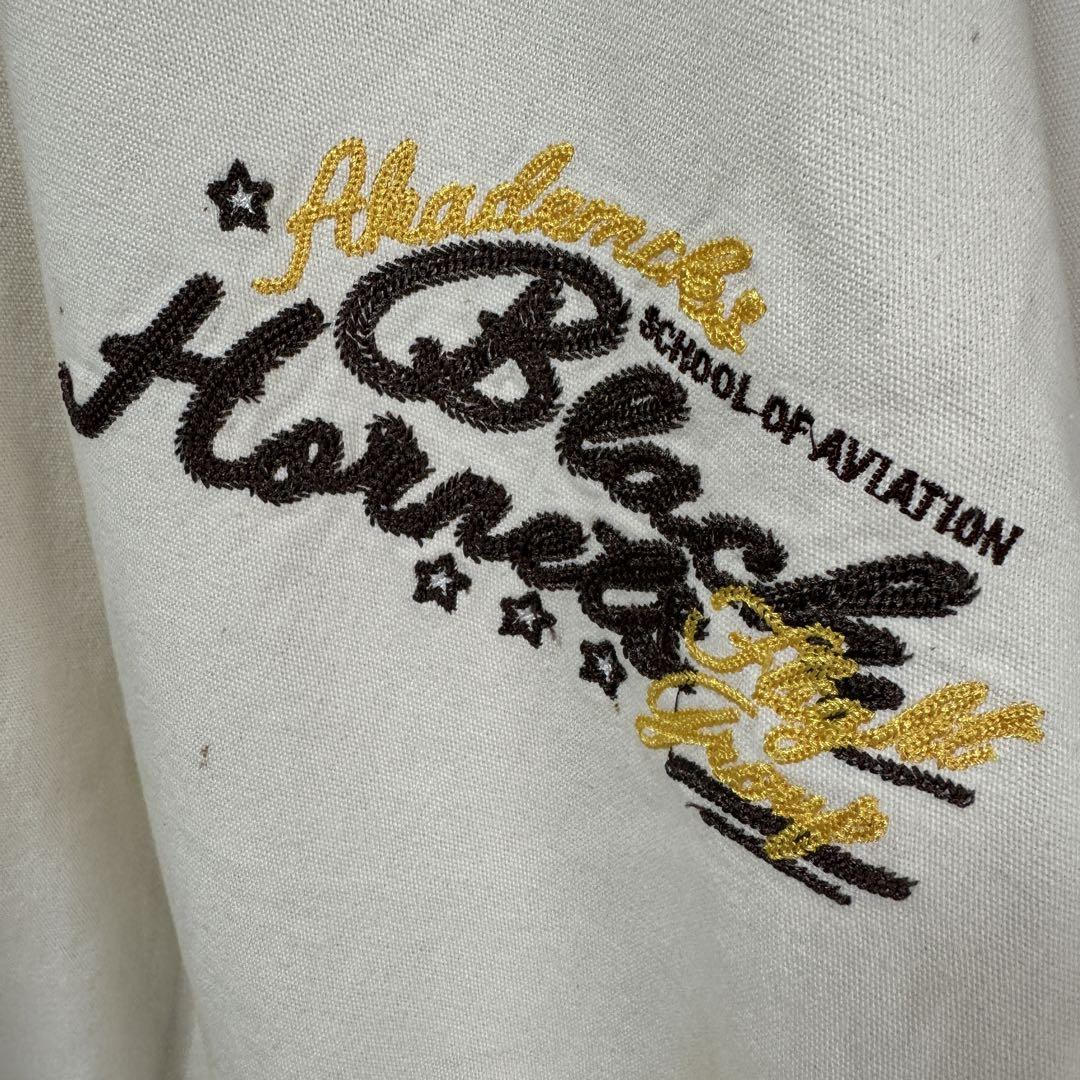 Akademiks
SCHOOL OF AVIATION
Black
Hornets
Flight
Group